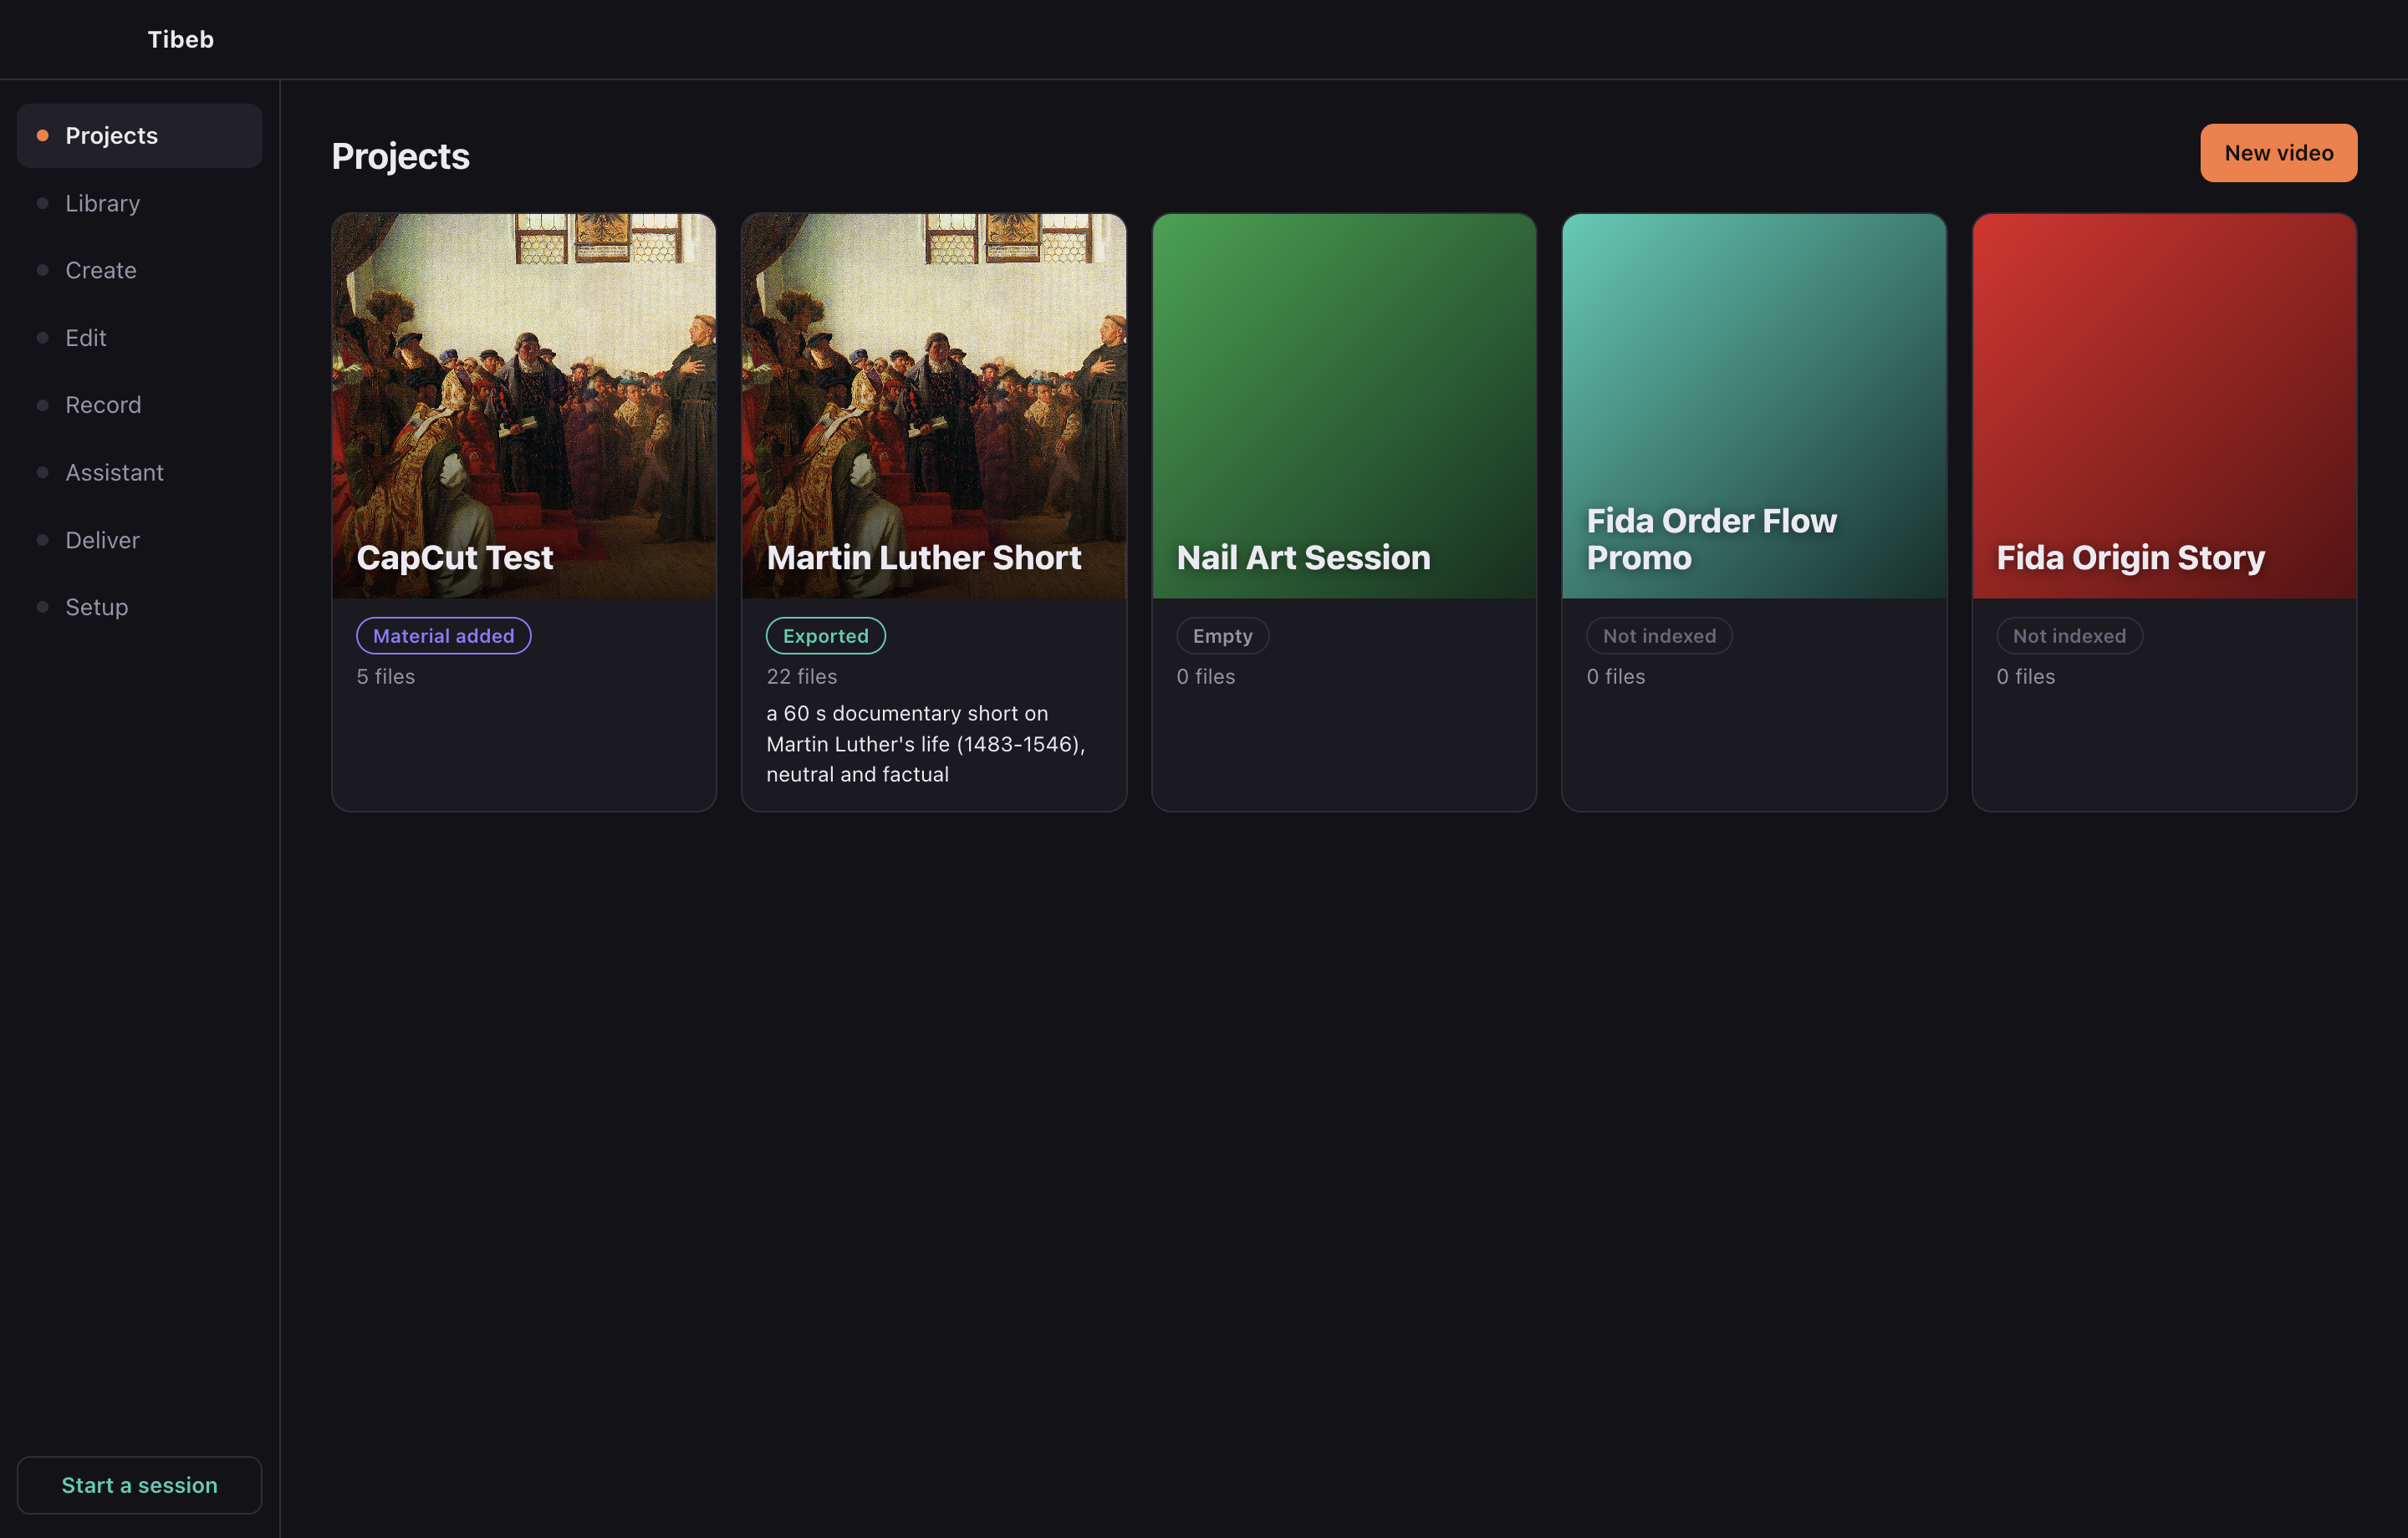 Tibeb
Projects
Library
Create
Edit
Record
Assistant
Deliver
Setup
Start a session
Projects
New video
CapCut Test
Material added
5 files
Martin Luther Short
Exported
22 files
a 60 s documentary short on
Martin Luther's life (1483-1546),
neutral and factual
Nail Art Session
Empty
0 files
Fida Order Flow
Promo
Not indexed
0 files
Fida Origin Story
Not indexed
0 files